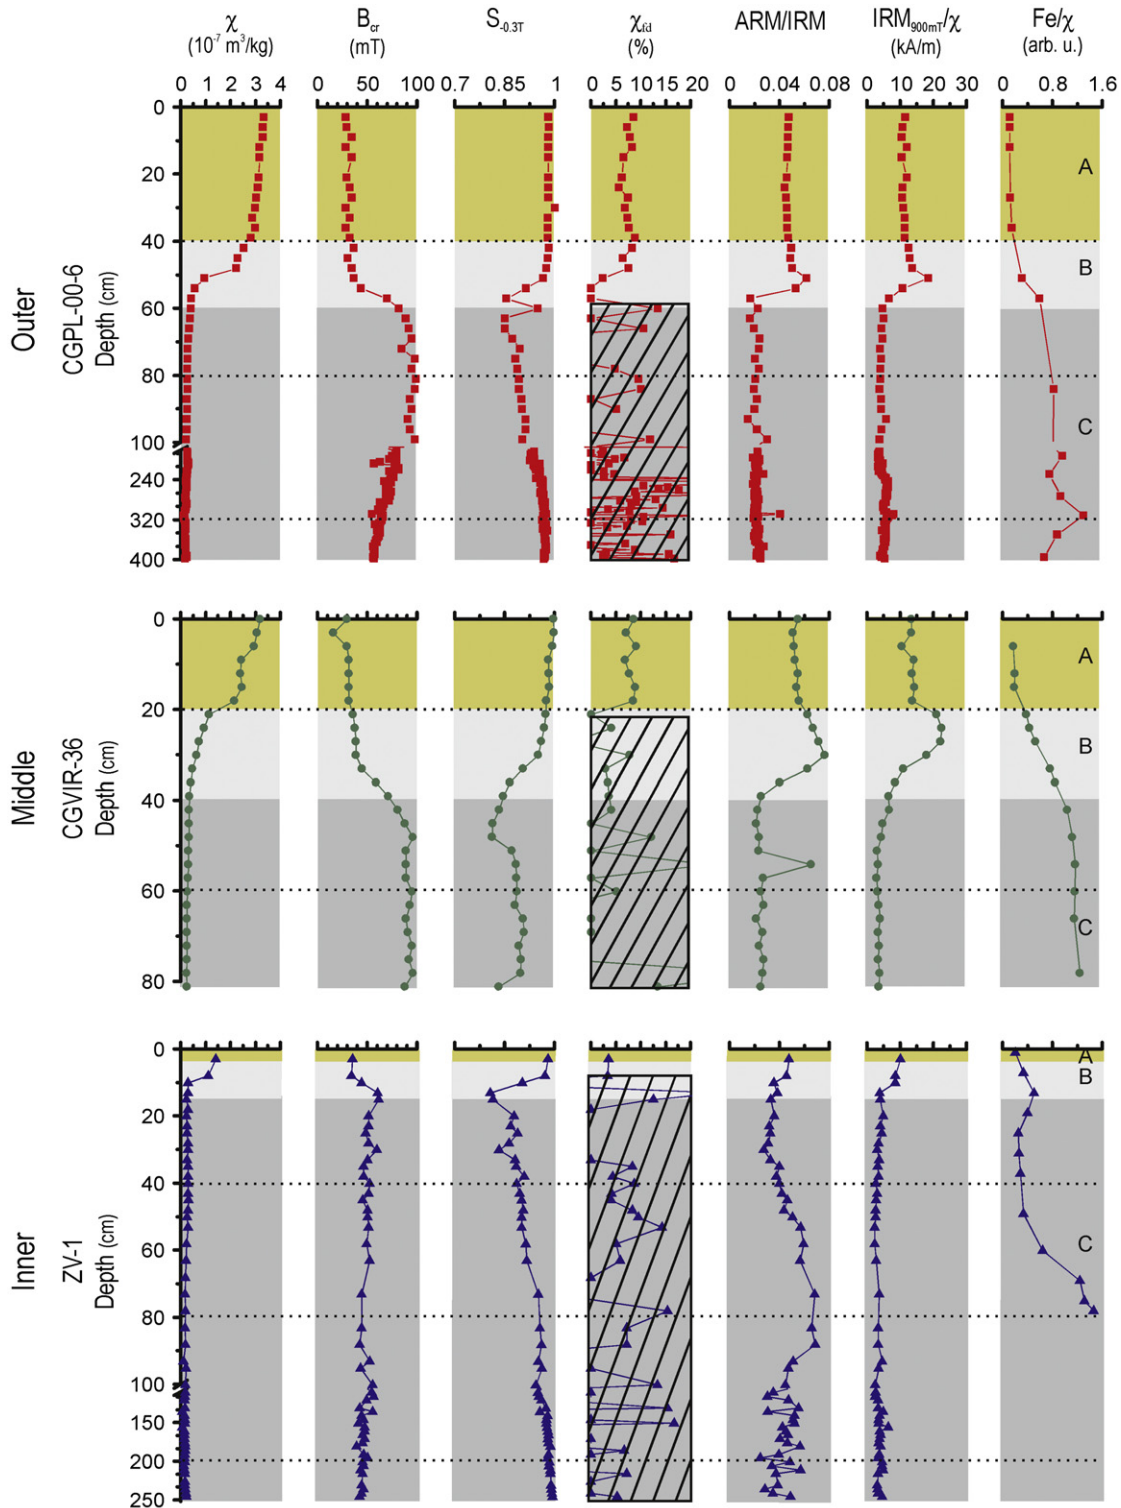 χ B_cr S_-0.3T χ_fd ARM/IRM IRM_900mT/χ Fe/χ
(10⁻⁷ m³/kg) (mT) (%) (kA/m) (arb. u.)
0 1 2 3 4 0 50 100 0.7 0.85 1 0 5 10 15 20 0 0.04 0.08 0 10 20 30 0 0.8 1.6
Outer
CGPL-00-6
Depth (cm)
0
20
40
60
80
100
240
320
400
A
B
C
Middle
CGVIR-36
Depth (cm)
0
20
40
60
80
A
B
C
Inner
ZV-1
Depth (cm)
0
20
40
60
80
100
150
200
250
A
B
C